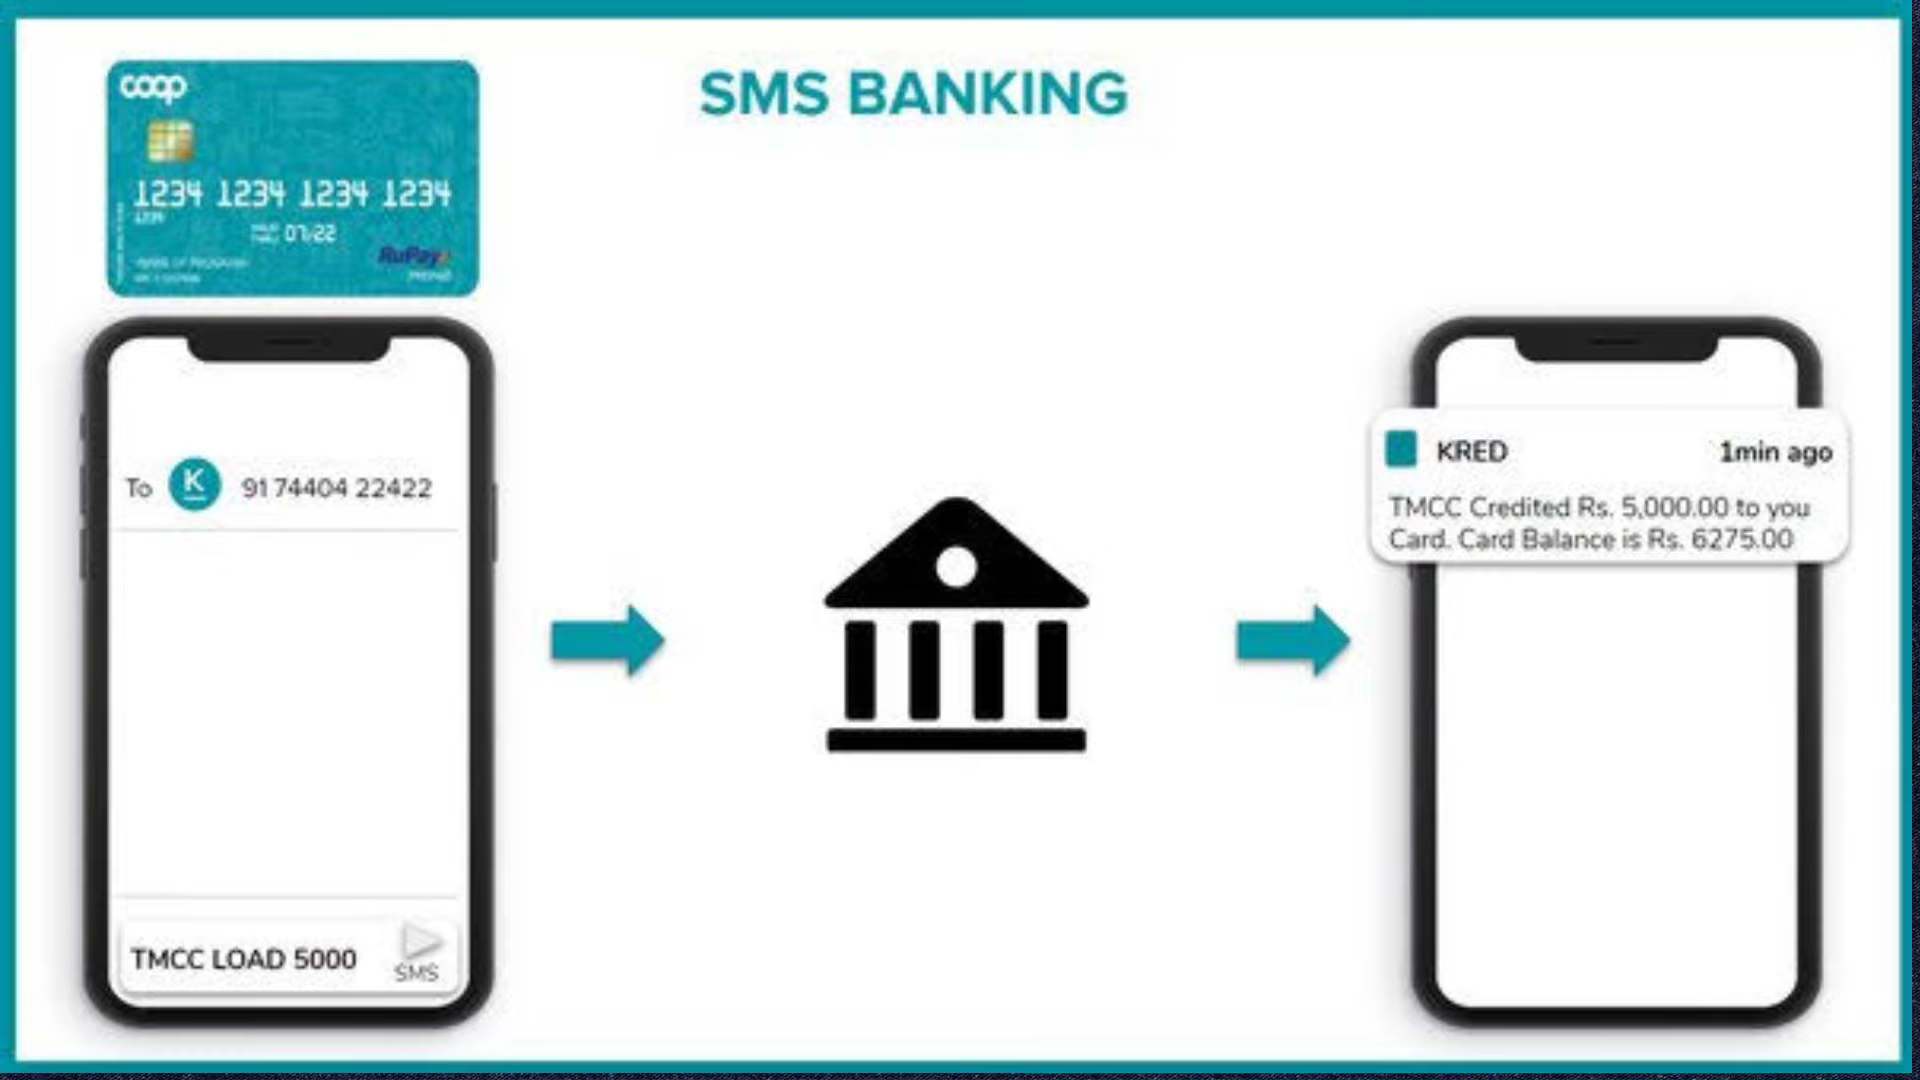 coop
SMS BANKING
1234 1234 1234 1234
07/22
RuPay
To K 91 74404 22422
KRED 1min ago
TMCC Credited Rs. 5,000.00 to you
Card. Card Balance is Rs. 6275.00
TMCC LOAD 5000
SMS